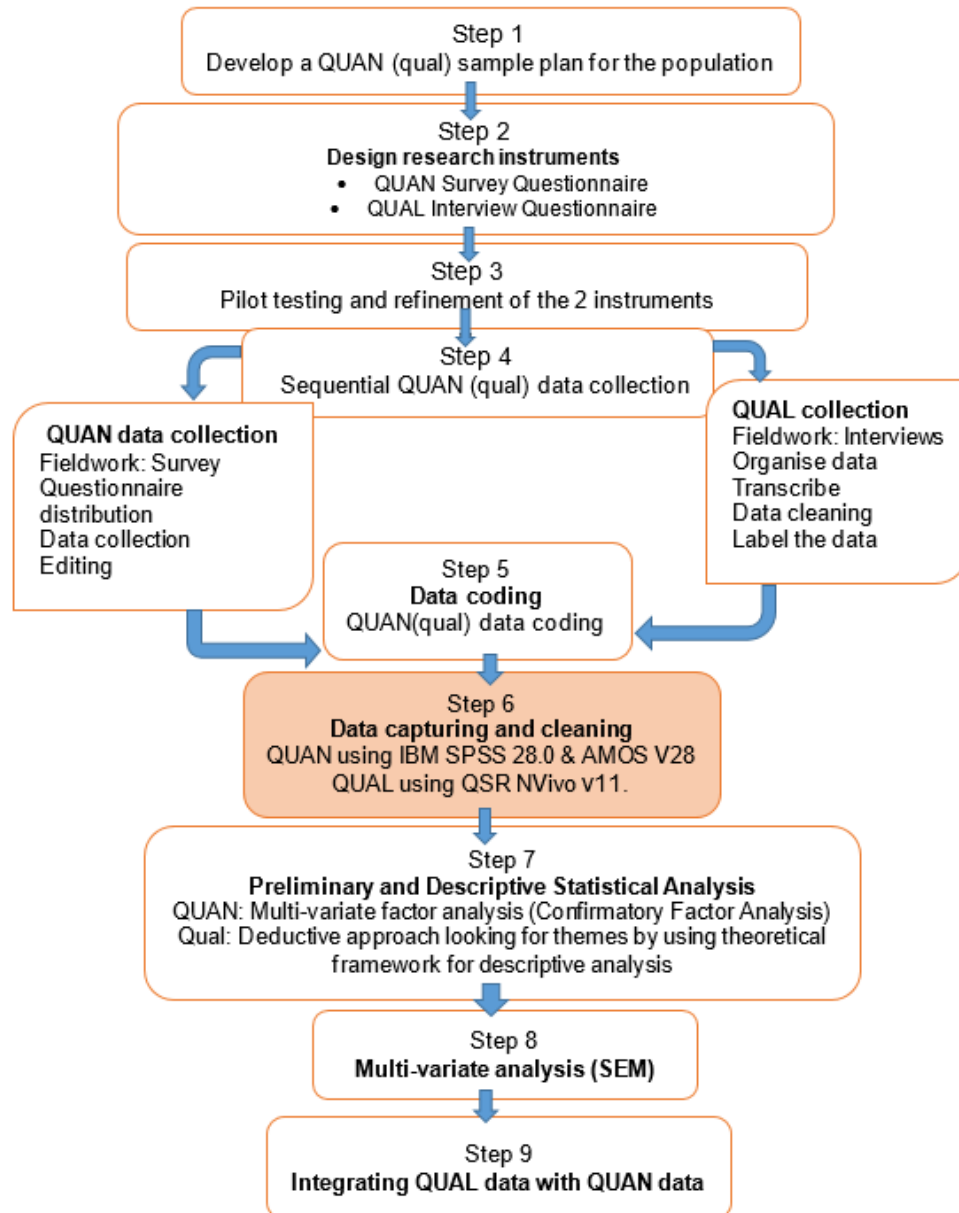 Step 1
Develop a QUAN (qual) sample plan for the population
Step 2
Design research instruments
• QUAN Survey Questionnaire
• QUAL Interview Questionnaire
Step 3
Pilot testing and refinement of the 2 instruments
Step 4
Sequential QUAN (qual) data collection
QUAN data collection
Fieldwork: Survey
Questionnaire
distribution
Data collection
Editing
QUAL collection
Fieldwork: Interviews
Organise data
Transcribe
Data cleaning
Label the data
Step 5
Data coding
QUAN(qual) data coding
Step 6
Data capturing and cleaning
QUAN using IBM SPSS 28.0 & AMOS V28
QUAL using QSR NVivo v11.
Step 7
Preliminary and Descriptive Statistical Analysis
QUAN: Multi-variate factor analysis (Confirmatory Factor Analysis)
Qual: Deductive approach looking for themes by using theoretical
framework for descriptive analysis
Step 8
Multi-variate analysis (SEM)
Step 9
Integrating QUAL data with QUAN data